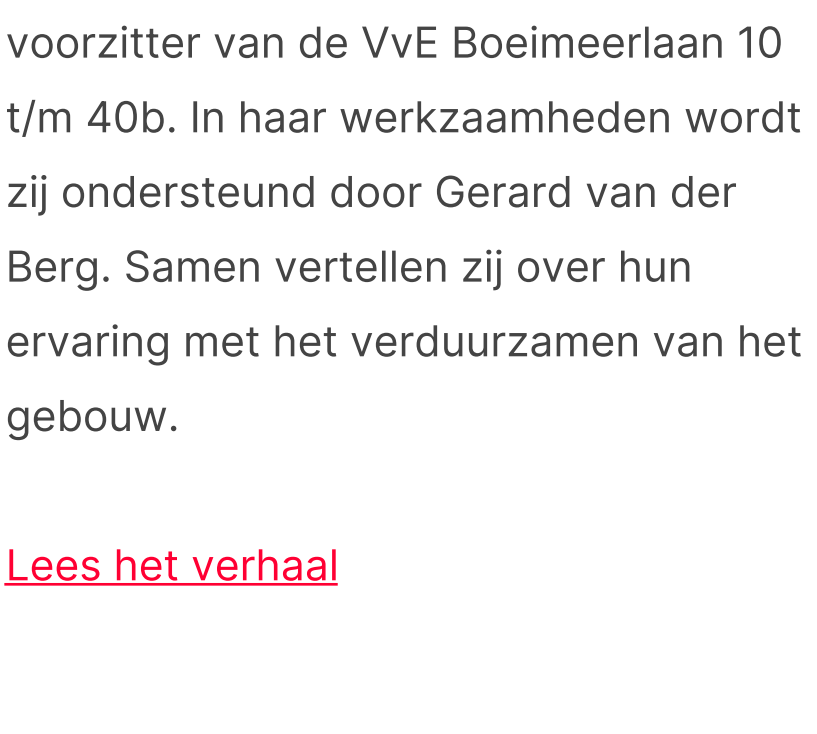 voorzitter van de VvE Boeimeerlaan 10
t/m 40b. In haar werkzaamheden wordt
zij ondersteund door Gerard van der
Berg. Samen vertellen zij over hun
ervaring met het verduurzamen van het
gebouw.
Lees het verhaal